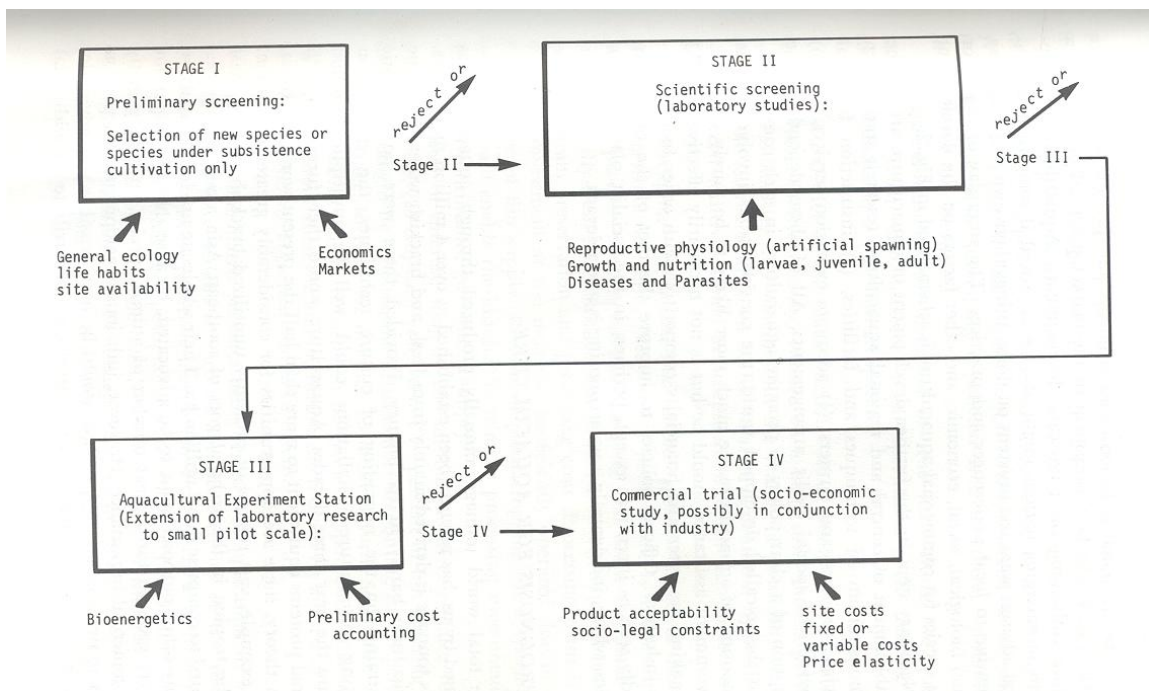 STAGE I
Preliminary screening:
Selection of new species or
species under subsistence
cultivation only
reject or
Stage II
General ecology
life habits
site availability
Economics
Markets
STAGE II
Scientific screening
(laboratory studies):
reject or
Stage III
Reproductive physiology (artificial spawning)
Growth and nutrition (larvae, juvenile, adult)
Diseases and Parasites
STAGE III
Aquacultural Experiment Station
(Extension of laboratory research
to small pilot scale):
reject or
Stage IV
Bioenergetics
Preliminary cost
accounting
STAGE IV
Commercial trial (socio-economic
study, possibly in conjunction
with industry)
Product acceptability
socio-legal constraints
site costs
fixed or
variable costs
Price elasticity